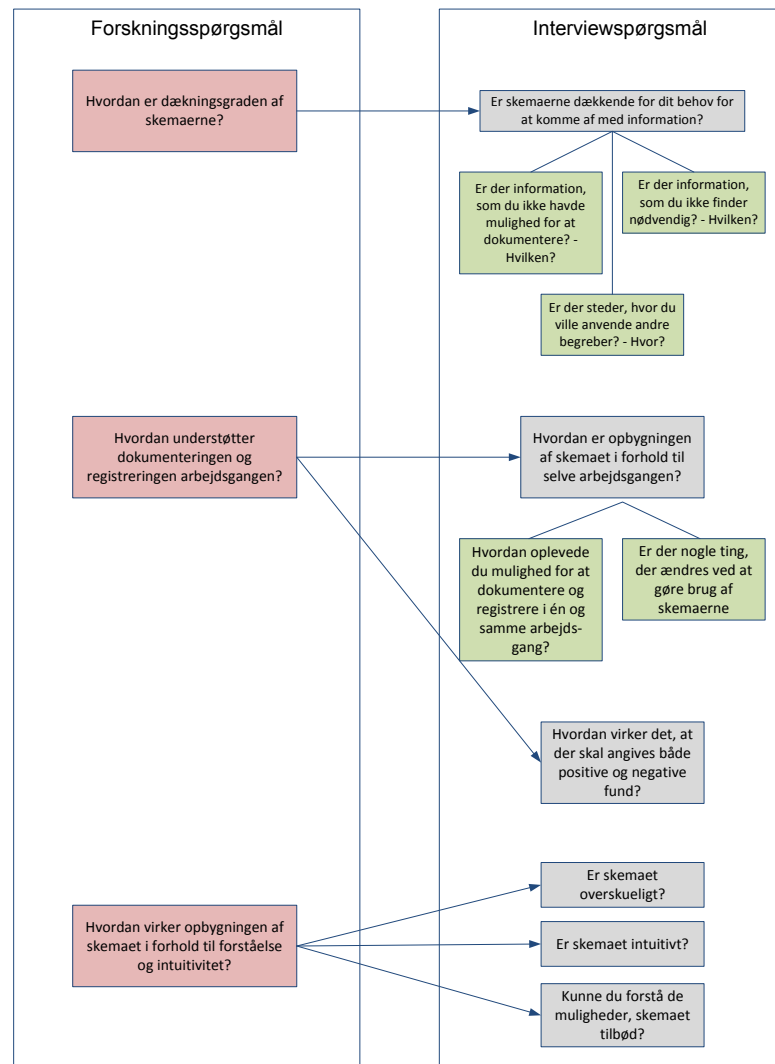 Forskningsspørgsmål
Interviewspørgsmål
Hvordan er dækningsgraden af
skemaerne?
Er skemaerne dækkende for dit behov for
at komme af med information?
Er der information,
som du ikke havde
mulighed for at
dokumentere? -
Hvilken?
Er der information,
som du ikke finder
nødvendig? - Hvilken?
Er der steder, hvor du
ville anvende andre
begreber? - Hvor?
Hvordan understøtter
dokumenteringen og
registreringen arbejdsgangen?
Hvordan er opbygningen
af skemaet i forhold til
selve arbejdsgangen?
Hvordan oplevede
du mulighed for at
dokumentere og
registrere i én og
samme arbejds-
gang?
Er der nogle ting,
der ændres ved at
gøre brug af
skemaerne
Hvordan virker det, at
der skal angives både
positive og negative
fund?
Hvordan virker opbygningen af
skemaet i forhold til forståelse
og intuitivitet?
Er skemaet
overskueligt?
Er skemaet intuitivt?
Kunne du forstå de
muligheder, skemaet
tilbød?